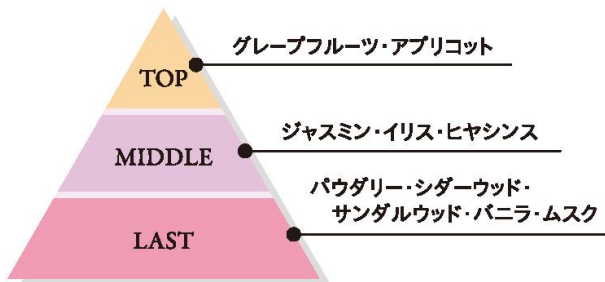 TOP
グレープフルーツ・アプリコット
MIDDLE
ジャスミン・イリス・ヒヤシンス
LAST
パウダリー・シダーウッド・
サンダルウッド・バニラ・ムスク